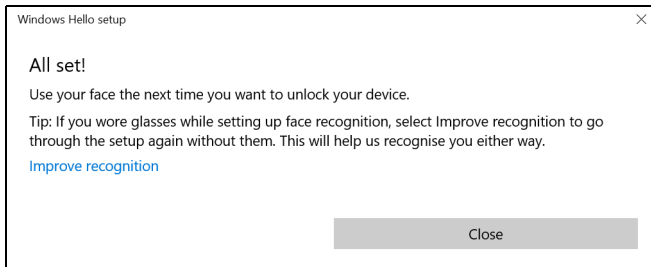 Windows Hello setup
All set!
Use your face the next time you want to unlock your device.
Tip: If you wore glasses while setting up face recognition, select Improve recognition to go
through the setup again without them. This will help us recognise you either way.
Improve recognition
Close